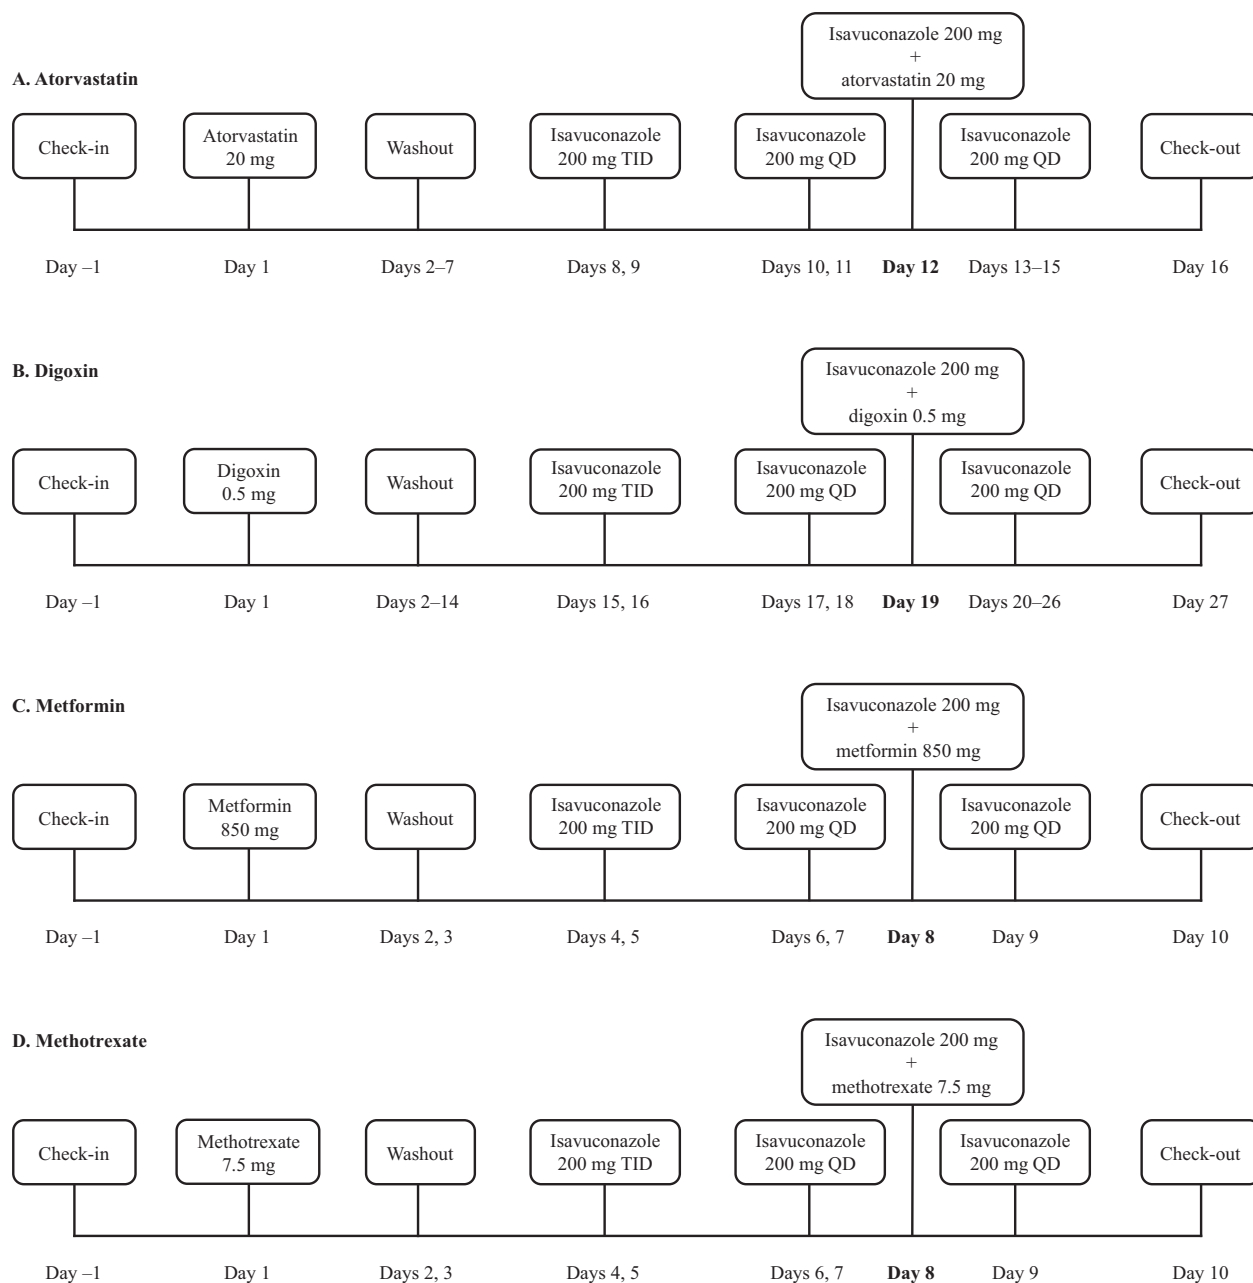 A. Atorvastatin
Isavuconazole 200 mg
+
atorvastatin 20 mg
Check-in
Atorvastatin
20 mg
Washout
Isavuconazole
200 mg TID
Isavuconazole
200 mg QD
Isavuconazole
200 mg QD
Check-out
Day –1
Day 1
Days 2–7
Days 8, 9
Days 10, 11
Day 12
Days 13–15
Day 16
B. Digoxin
Isavuconazole 200 mg
+
digoxin 0.5 mg
Check-in
Digoxin
0.5 mg
Washout
Isavuconazole
200 mg TID
Isavuconazole
200 mg QD
Isavuconazole
200 mg QD
Check-out
Day –1
Day 1
Days 2–14
Days 15, 16
Days 17, 18
Day 19
Days 20–26
Day 27
C. Metformin
Isavuconazole 200 mg
+
metformin 850 mg
Check-in
Metformin
850 mg
Washout
Isavuconazole
200 mg TID
Isavuconazole
200 mg QD
Isavuconazole
200 mg QD
Check-out
Day –1
Day 1
Days 2, 3
Days 4, 5
Days 6, 7
Day 8
Day 9
Day 10
D. Methotrexate
Isavuconazole 200 mg
+
methotrexate 7.5 mg
Check-in
Methotrexate
7.5 mg
Washout
Isavuconazole
200 mg TID
Isavuconazole
200 mg QD
Isavuconazole
200 mg QD
Check-out
Day –1
Day 1
Days 2, 3
Days 4, 5
Days 6, 7
Day 8
Day 9
Day 10